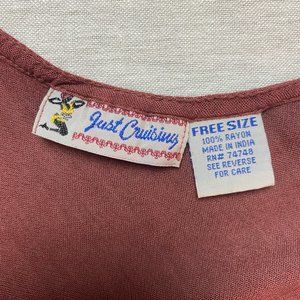 Just Cruising
FREE SIZE
100% RAYON
MADE IN INDIA
RN# 74748
SEE REVERSE
FOR CARE